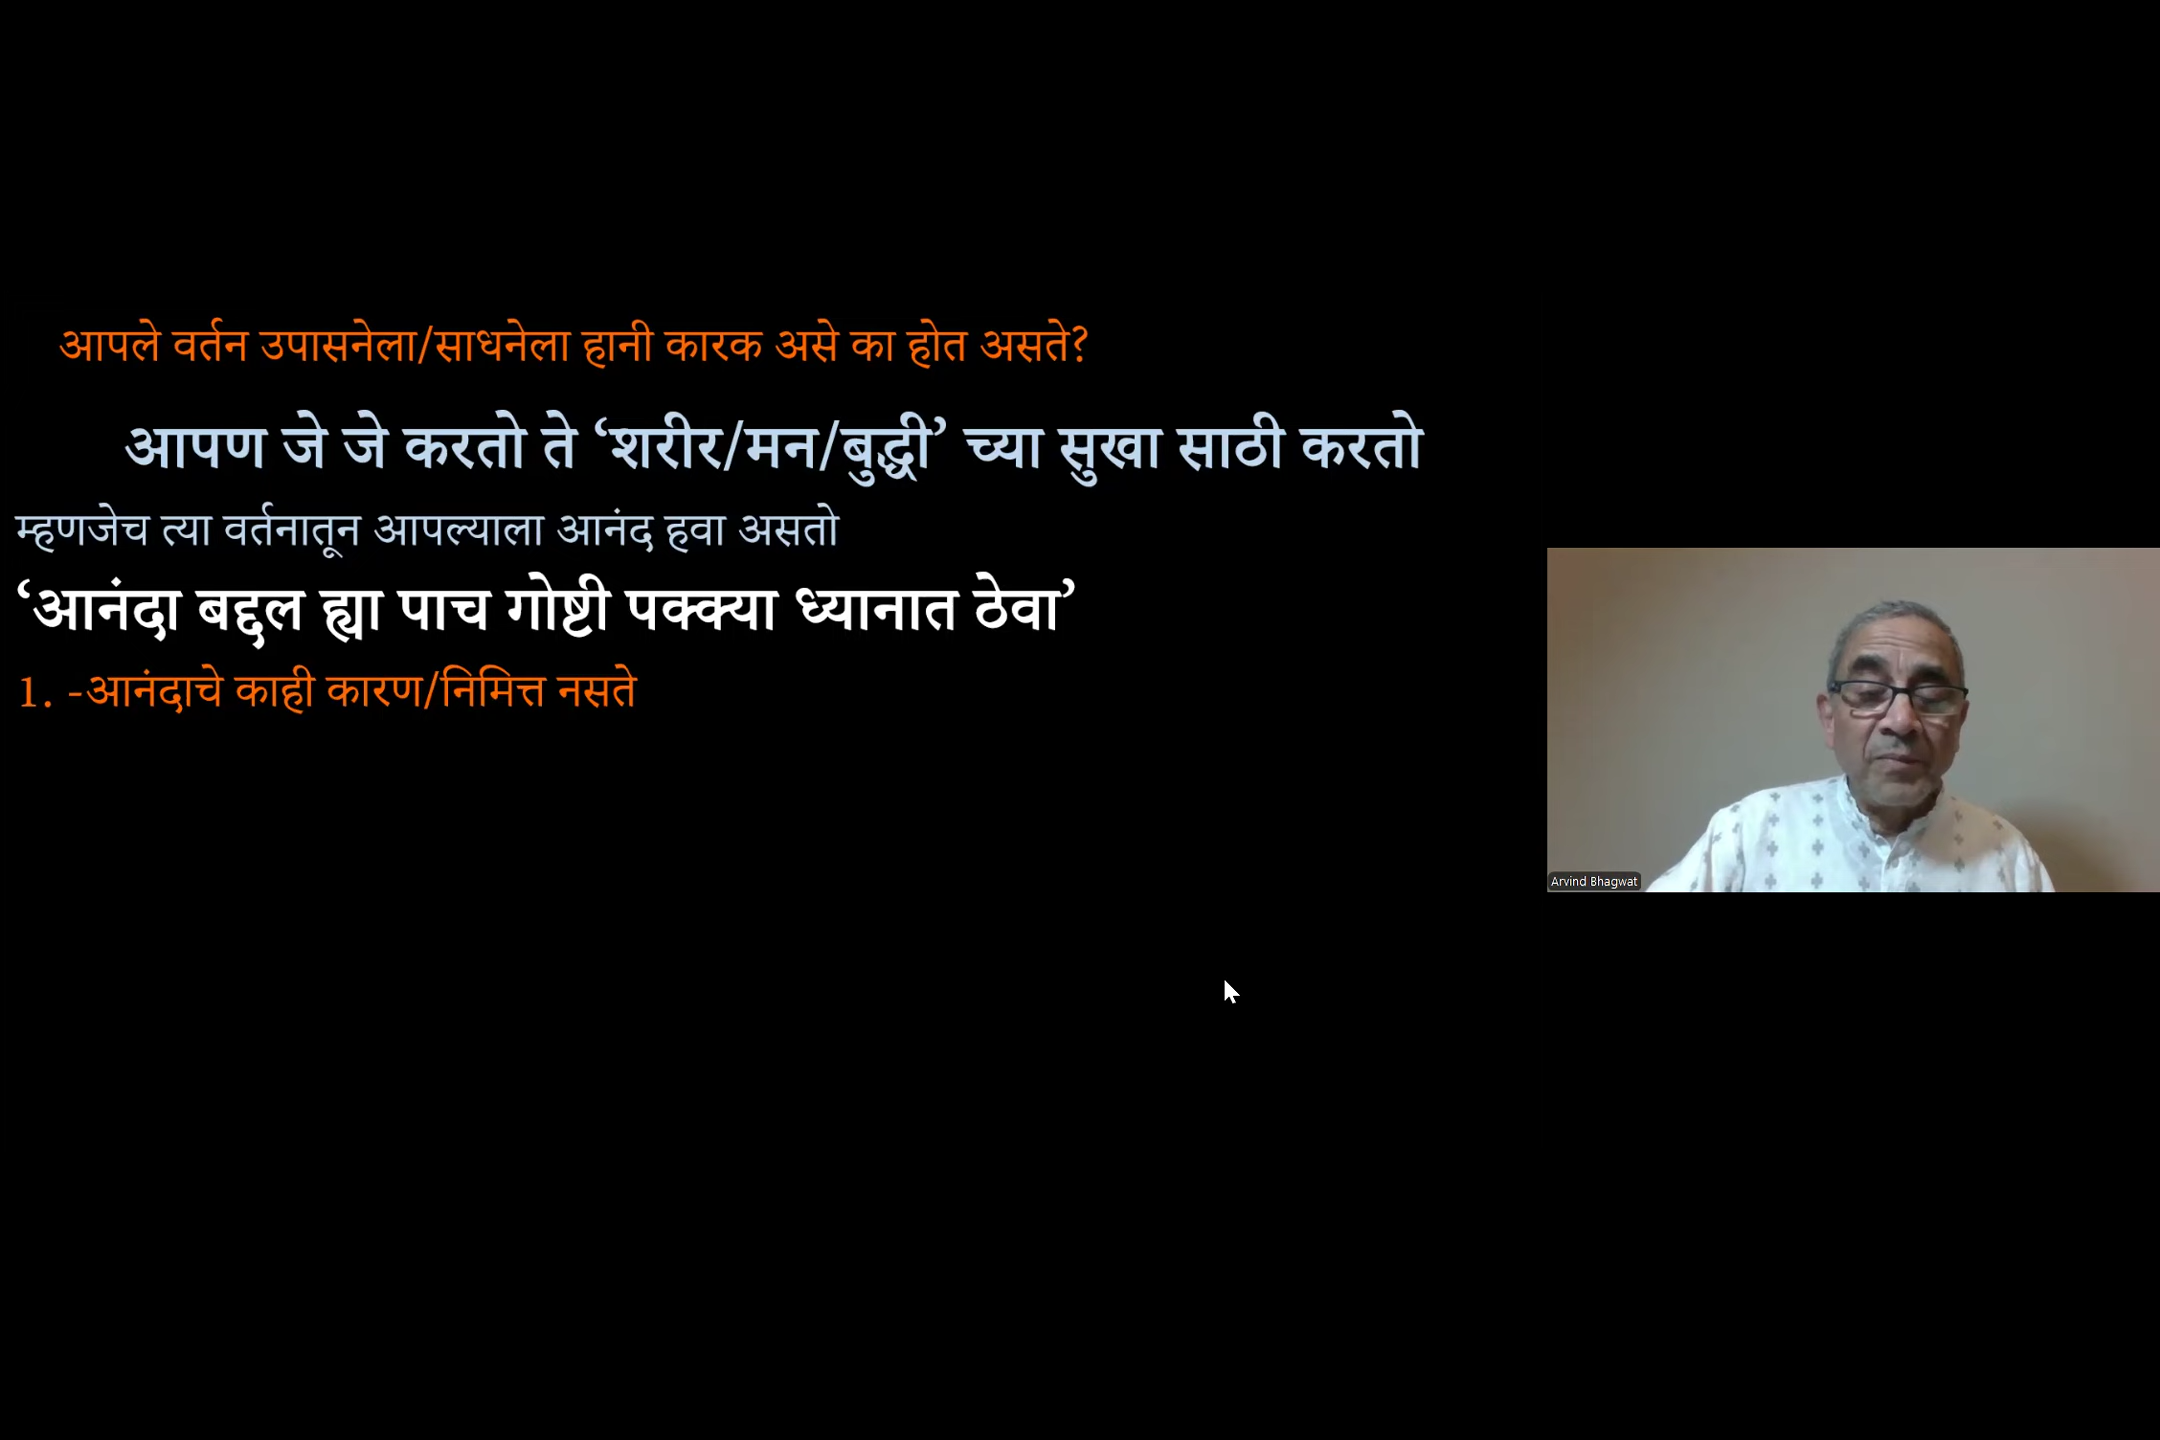 आपले वर्तन उपासनेला/साधनेला हानी कारक असे का होत असते?
आपण जे जे करतो ते ‘शरीर/मन/बुद्धी’ च्या सुखा साठी करतो
म्हणजेच त्या वर्तनातून आपल्याला आनंद हवा असतो
‘आनंदा बद्दल ह्या पाच गोष्टी पक्क्या ध्यानात ठेवा’
1. -आनंदाचे काही कारण/निमित्त नसते
Arvind Bhagwat